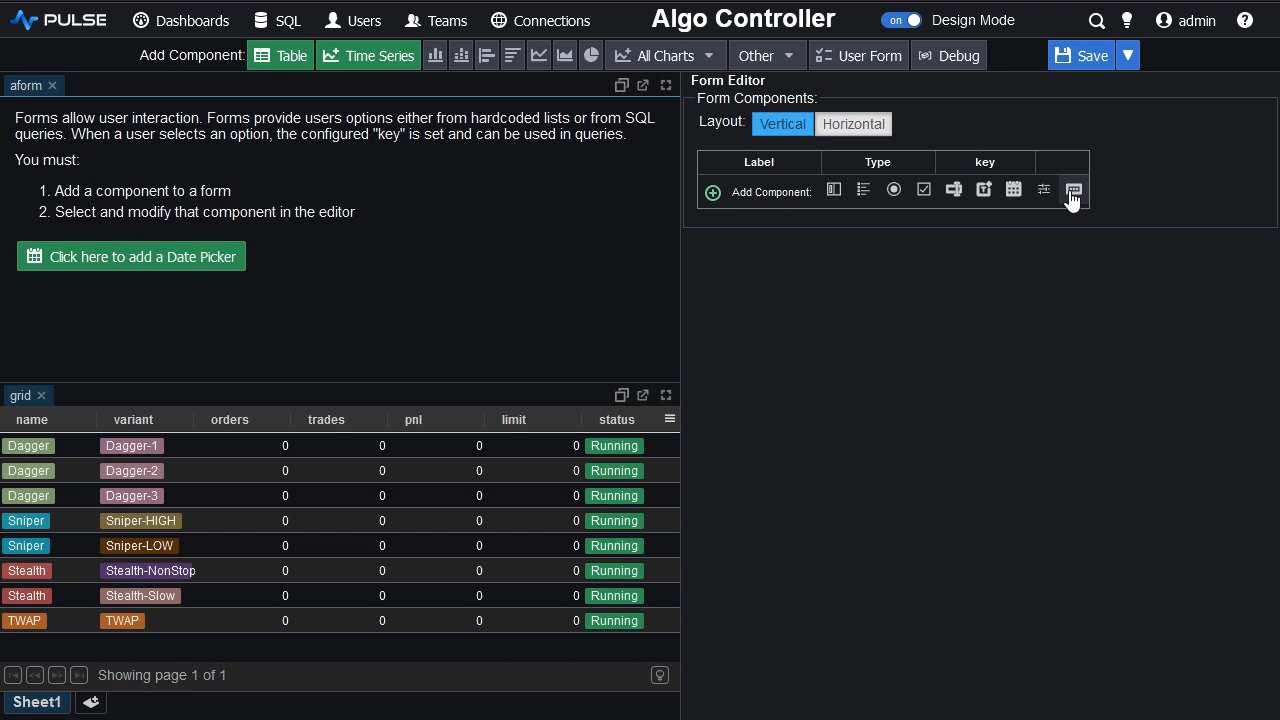 PULSE Dashboards SQL Users Teams Connections Algo Controller on Design Mode admin
Add Component: Table Time Series All Charts Other User Form Debug Save
aform
Forms allow user interaction. Forms provide users options either from hardcoded lists or from SQL
queries. When a user selects an option, the configured "key" is set and can be used in queries.
You must:
1. Add a component to a form
2. Select and modify that component in the editor
Click here to add a Date Picker
grid
name variant orders trades pnl limit status
Dagger Dagger-1 0 0 0 0 Running
Dagger Dagger-2 0 0 0 0 Running
Dagger Dagger-3 0 0 0 0 Running
Sniper Sniper-HIGH 0 0 0 0 Running
Sniper Sniper-LOW 0 0 0 0 Running
Stealth Stealth-NonStop 0 0 0 0 Running
Stealth Stealth-Slow 0 0 0 0 Running
TWAP TWAP 0 0 0 0 Running
Showing page 1 of 1
Sheet1
Form Editor
Form Components:
Layout: Vertical Horizontal
Label Type key
Add Component: